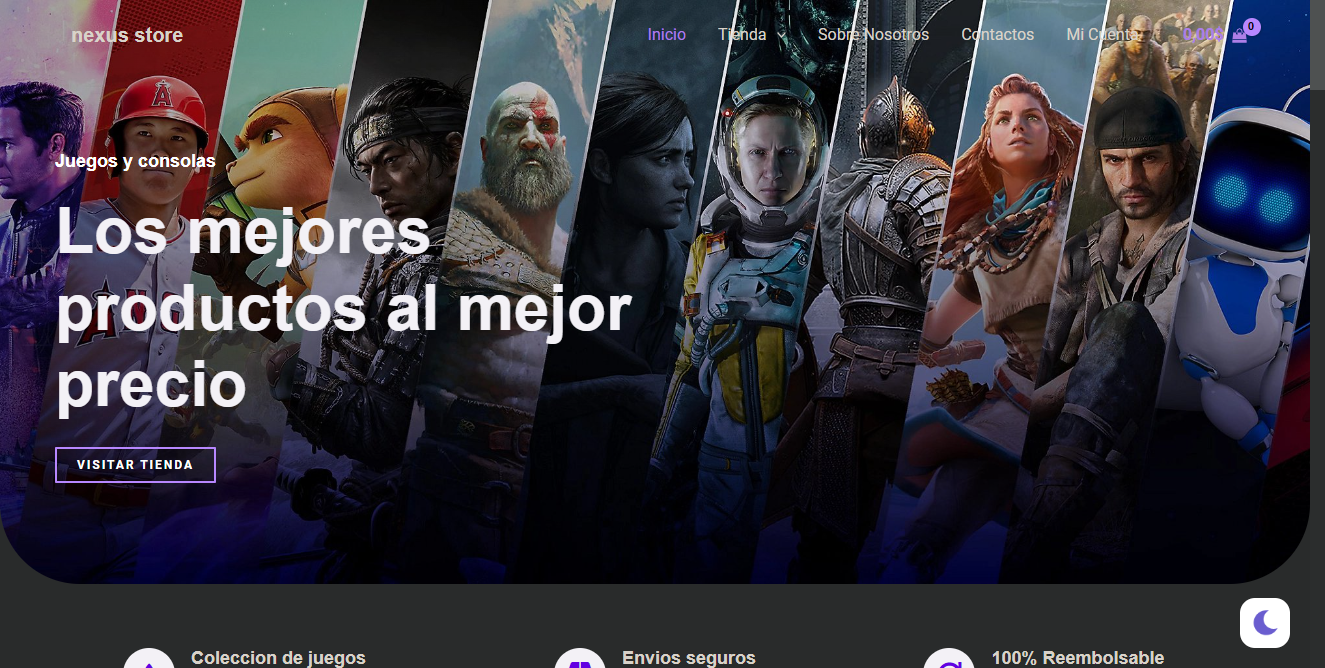 nexus store
Inicio
Tienda
Sobre Nosotros
Contactos
Mi Cuenta
0.00$
0
Juegos y consolas
Los mejores
productos al mejor
precio
VISITAR TIENDA
Coleccion de juegos
Envios seguros
100% Reembolsable